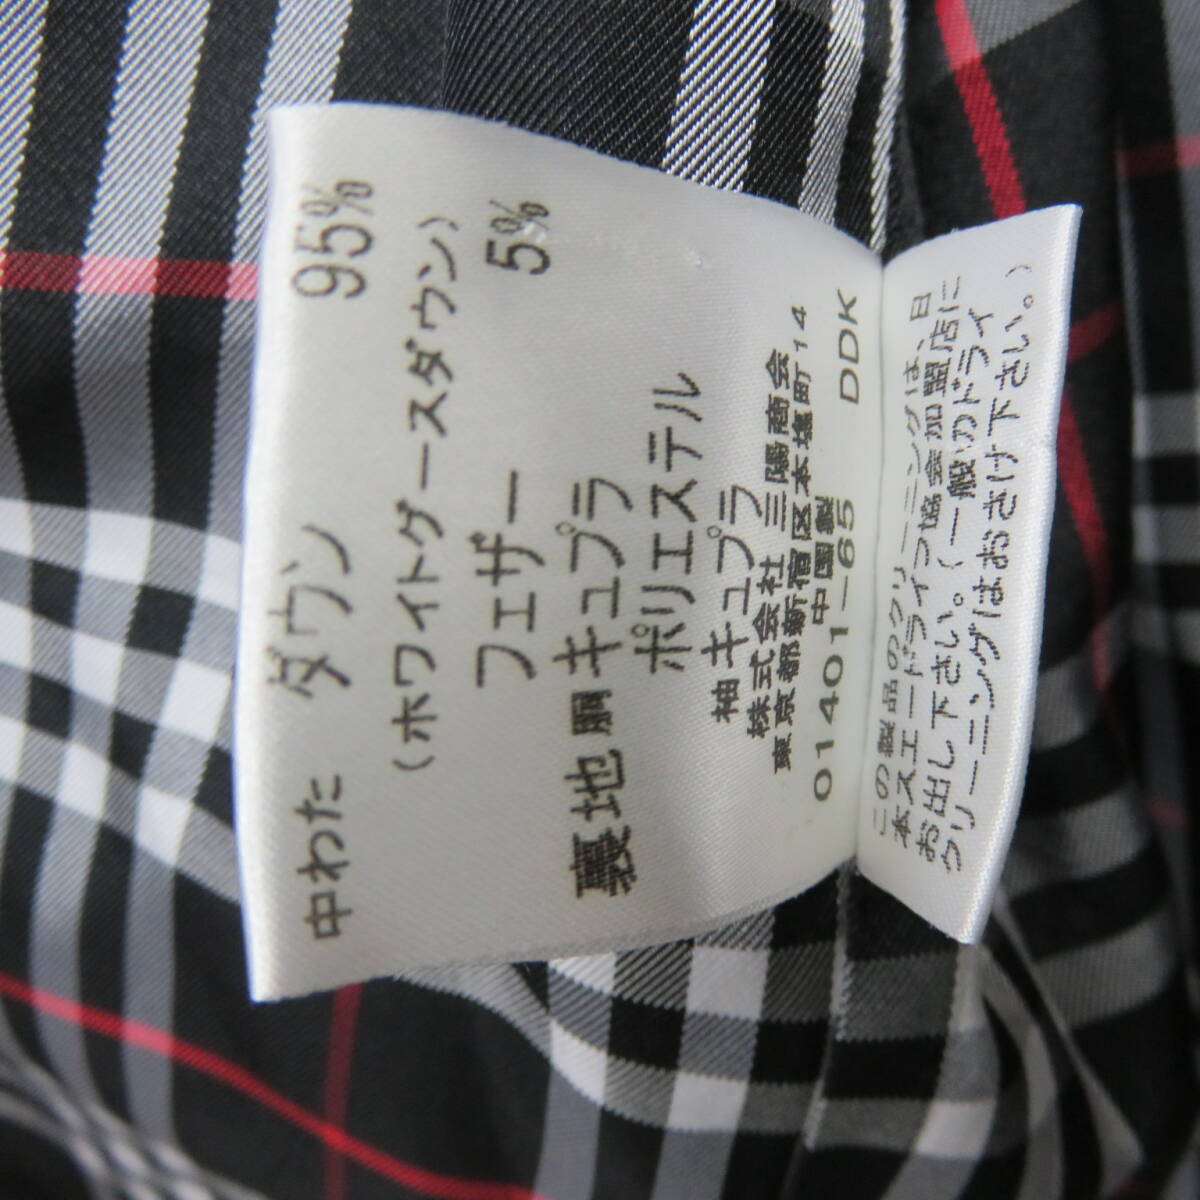 中わた ダウン 95%
(ホワイトグースダウン)
フェザー 5%
裏地 胴 キュプラ
ポリエステル
袖 キュプラ
株式会社 三陽商会
東京都新宿区本塩町14
中国製
01401-65 DDK
この製品のクリーニングは、日
本スエードライフ協会加盟店に
お出し下さい。(一般のドライ
クリーニングはおさけ下さい。)